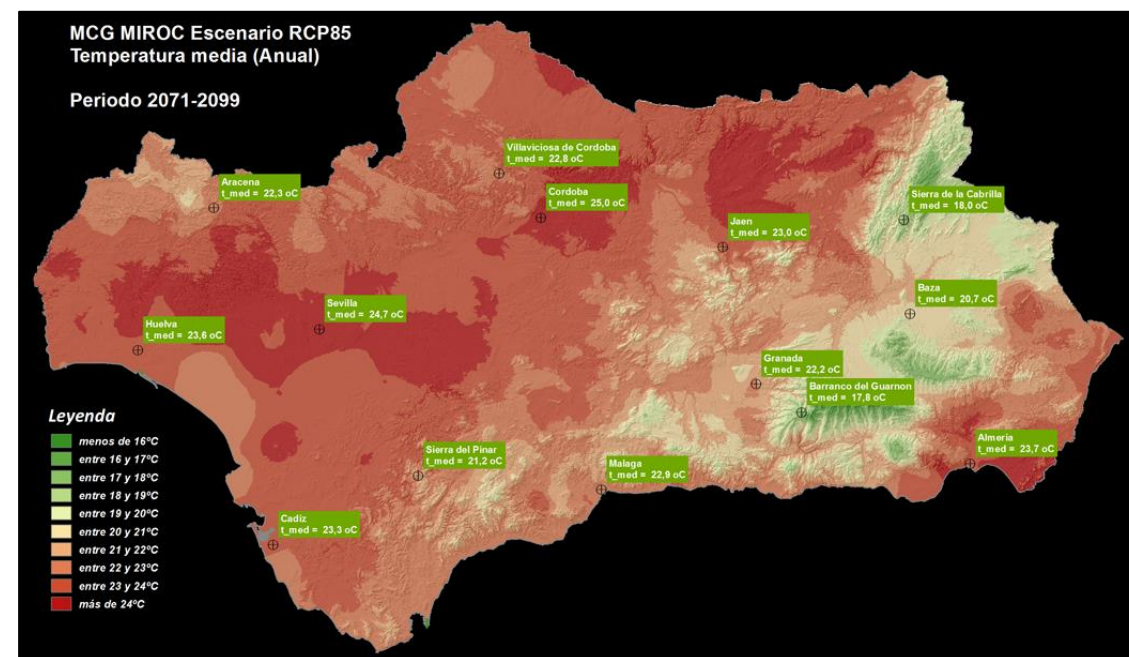 MCG MIROC Escenario RCP85
Temperatura media (Anual)
Periodo 2071-2099
Villaviciosa de Cordoba
t_med = 22,8 oC
Aracena
t_med = 22,3 oC
Cordoba
t_med = 25,0 oC
Sierra de la Cabrilla
t_med = 18,0 oC
Jaen
t_med = 23,0 oC
Baza
t_med = 20,7 oC
Sevilla
t_med = 24,7 oC
Huelva
t_med = 23,6 oC
Granada
t_med = 22,2 oC
Barranco del Guarnon
t_med = 17,8 oC
Sierra del Pinar
t_med = 21,2 oC
Malaga
t_med = 22,9 oC
Almeria
t_med = 23,7 oC
Cadiz
t_med = 23,3 oC
Leyenda
menos de 16ºC
entre 16 y 17ºC
entre 17 y 18ºC
entre 18 y 19ºC
entre 19 y 20ºC
entre 20 y 21ºC
entre 21 y 22ºC
entre 22 y 23ºC
entre 23 y 24ºC
más de 24ºC